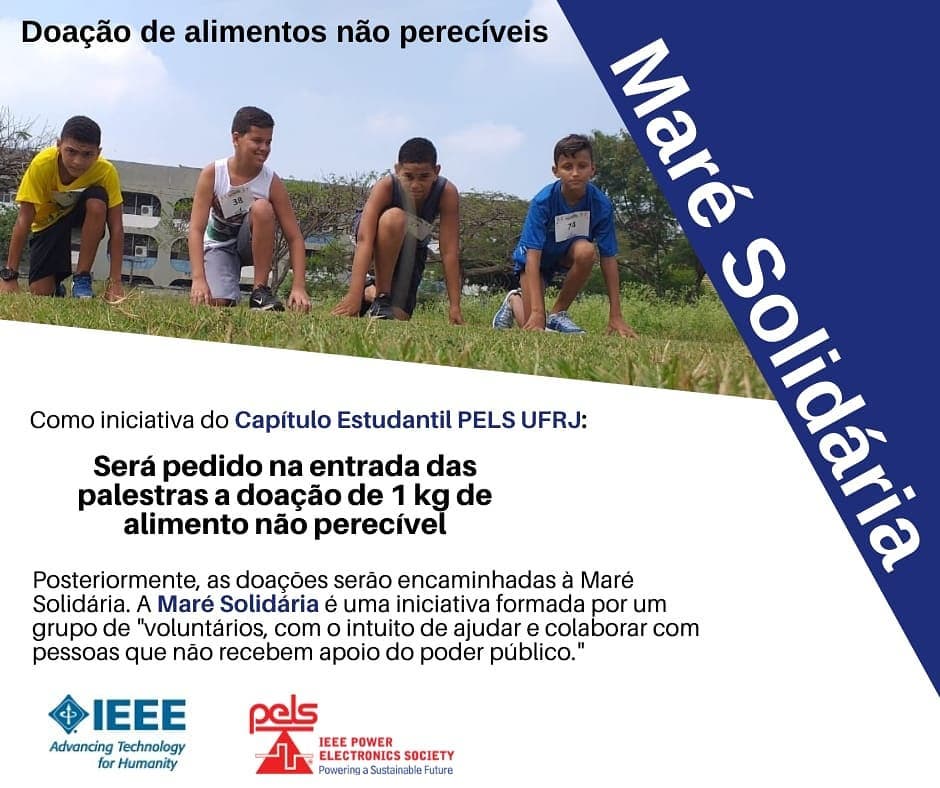 Doação de alimentos não perecíveis
Maré Solidária
38
Como iniciativa do Capítulo Estudantil PELS UFRJ:
Será pedido na entrada das
palestras a doação de 1 kg de
alimento não perecível
Posteriormente, as doações serão encaminhadas à Maré
Solidária. A Maré Solidária é uma iniciativa formada por um
grupo de "voluntários, com o intuito de ajudar e colaborar com
pessoas que não recebem apoio do poder público."
IEEE
Advancing Technology
for Humanity
pels
IEEE POWER
ELECTRONICS SOCIETY
Powering a Sustainable Future